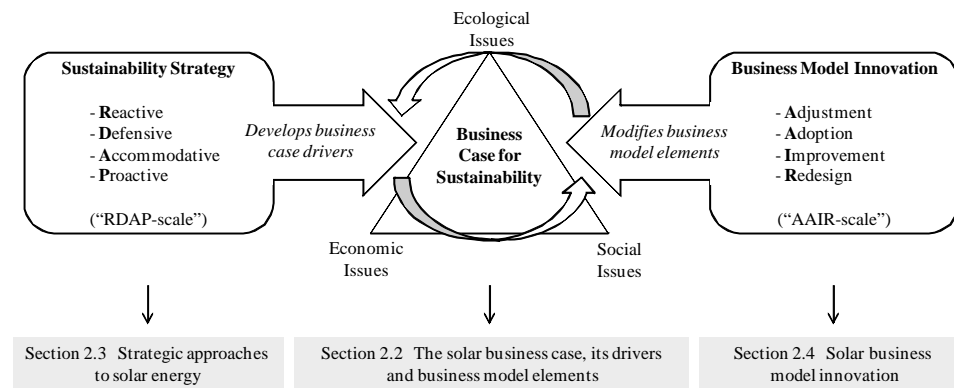 Ecological
Issues
Sustainability Strategy
- Reactive
- Defensive
- Accommodative
- Proactive
(“RDAP-scale”)
Develops business
case drivers
Business
Case for
Sustainability
Modifies business
model elements
Business Model Innovation
- Adjustment
- Adoption
- Improvement
- Redesign
(“AAIR-scale”)
Economic
Issues
Social
Issues
Section 2.3 Strategic approaches
to solar energy
Section 2.2 The solar business case, its drivers
and business model elements
Section 2.4 Solar business
model innovation